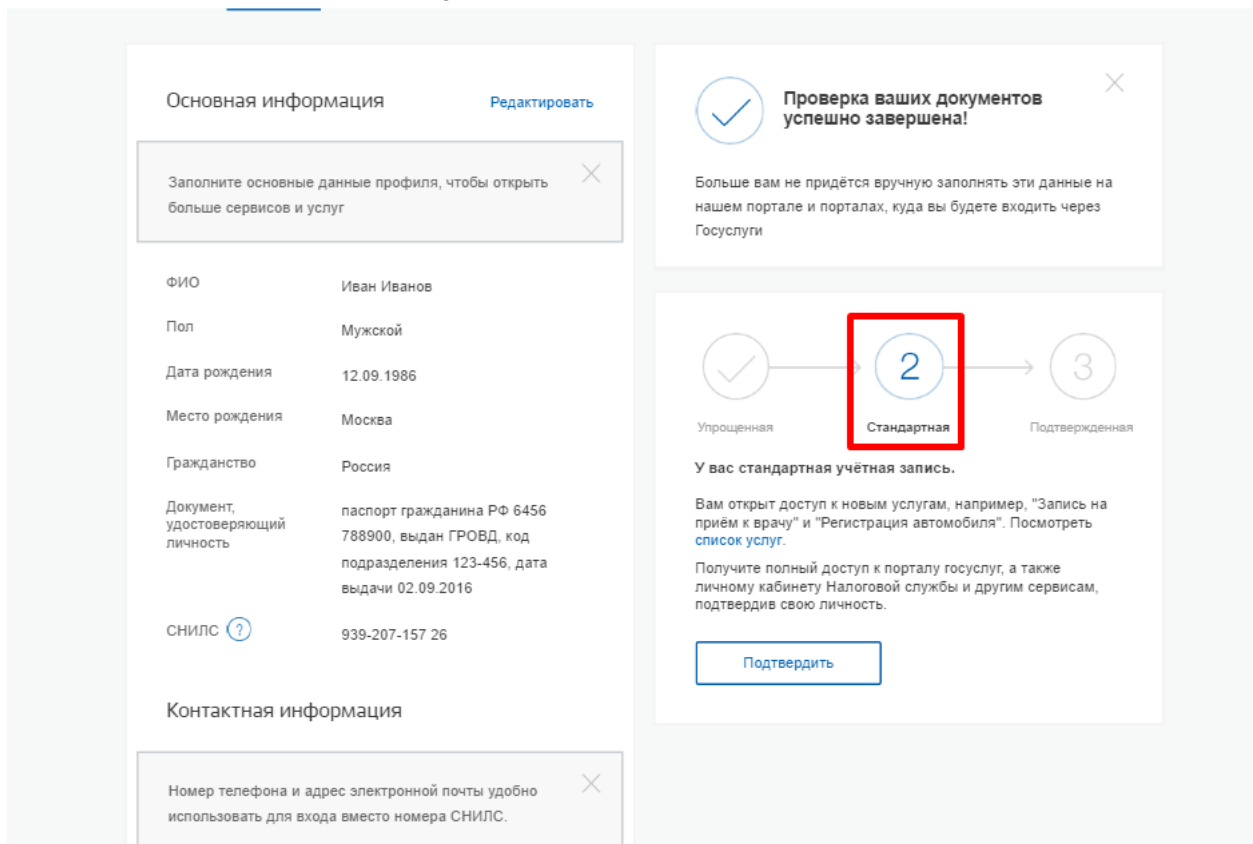 Основная информация
Редактировать
Заполните основные данные профиля, чтобы открыть
больше сервисов и услуг
ФИО
Иван Иванов
Пол
Мужской
Дата рождения
12.09.1986
Место рождения
Москва
Гражданство
Россия
Документ,
удостоверяющий
личность
паспорт гражданина РФ 6456
788900, выдан ГРОВД, код
подразделения 123-456, дата
выдачи 02.09.2016
СНИЛС ?
939-207-157 26
Контактная информация
Номер телефона и адрес электронной почты удобно
использовать для входа вместо номера СНИЛС.
Проверка ваших документов
успешно завершена!
Больше вам не придётся вручную заполнять эти данные на
нашем портале и порталах, куда вы будете входить через
Госуслуги
2
3
Упрощенная
Стандартная
Подтвержденная
У вас стандартная учётная запись.
Вам открыт доступ к новым услугам, например, "Запись на
приём к врачу" и "Регистрация автомобиля". Посмотреть
список услуг.
Получите полный доступ к порталу госуслуг, а также
личному кабинету Налоговой службы и другим сервисам,
подтвердив свою личность.
Подтвердить